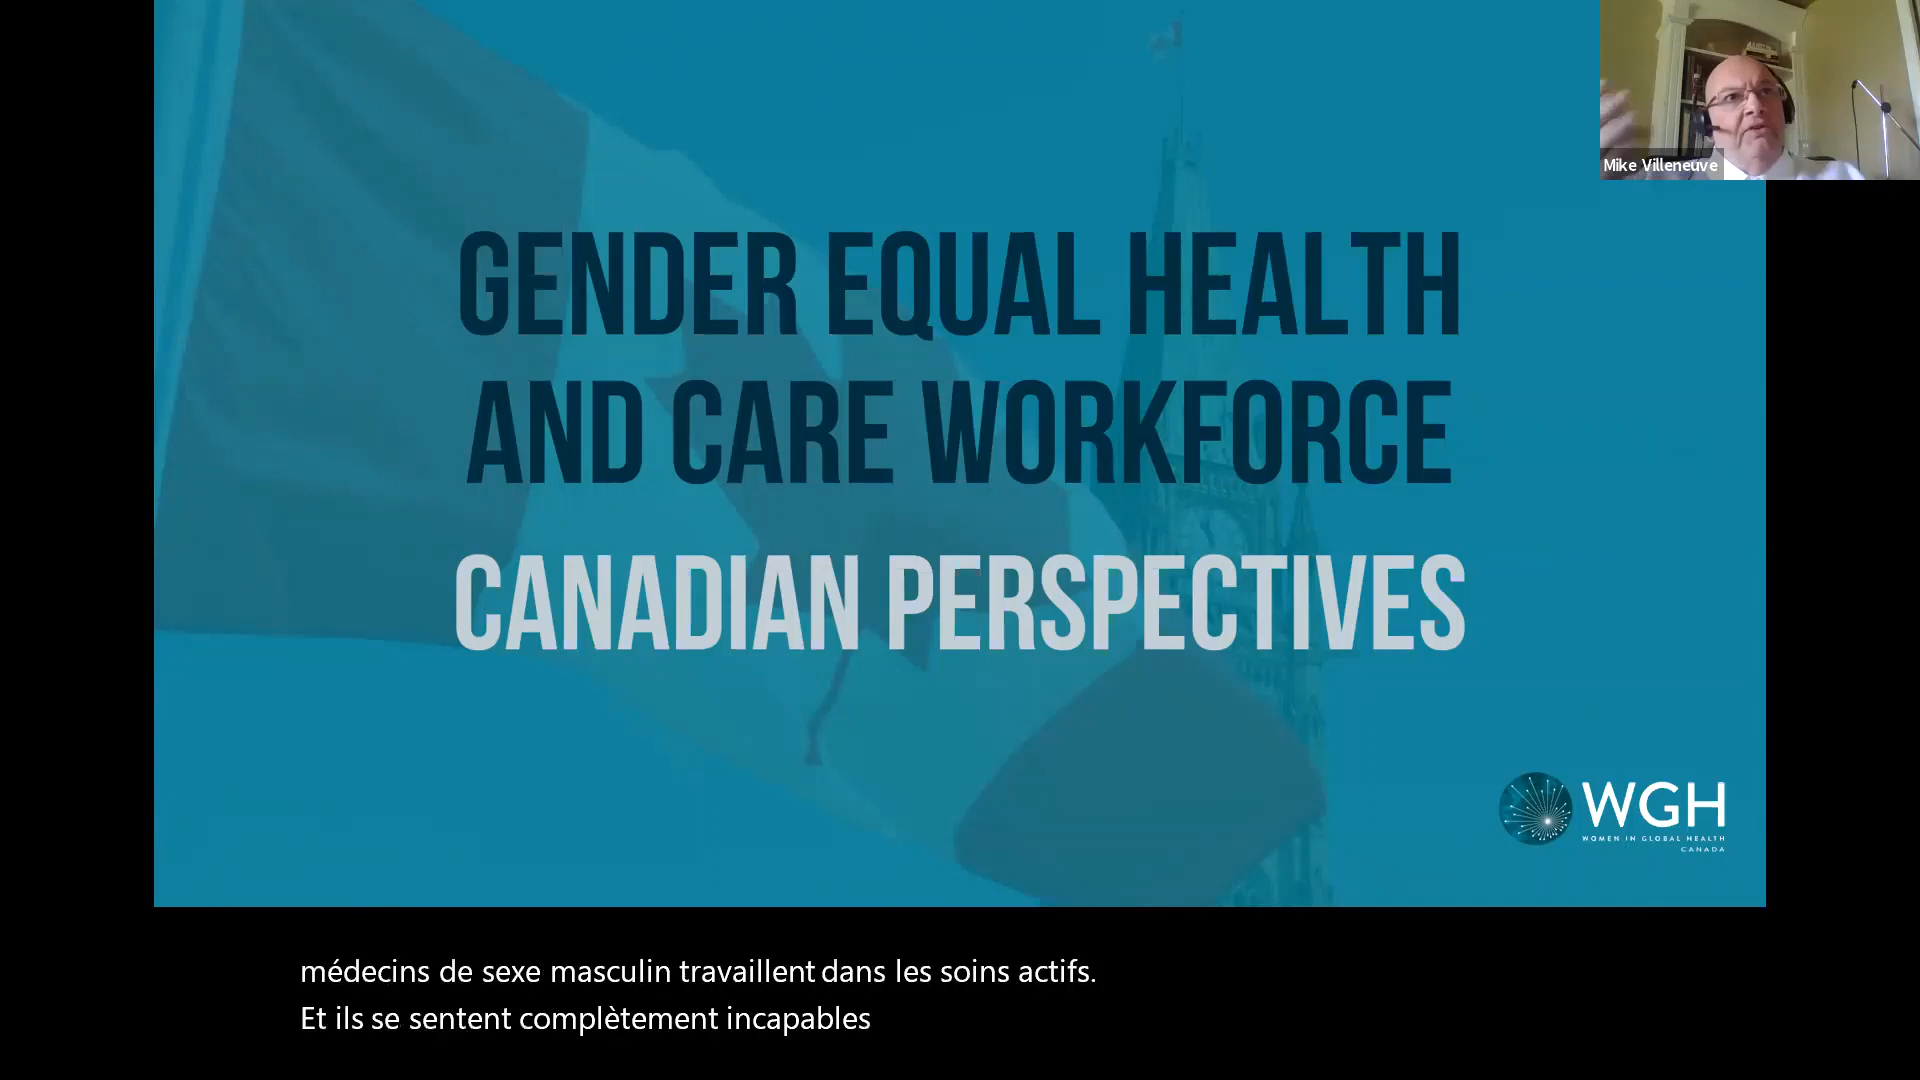 Mike Villeneuve
GENDER EQUAL HEALTH
AND CARE WORKFORCE
CANADIAN PERSPECTIVES
WGH
WOMEN IN GLOBAL HEALTH
CANADA
médecins de sexe masculin travaillent dans les soins actifs.
Et ils se sentent complètement incapables